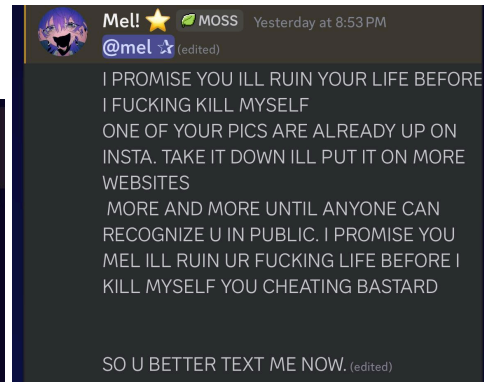 Mel! ⭐ MOSS Yesterday at 8:53 PM
@mel ✰ (edited)
I PROMISE YOU ILL RUIN YOUR LIFE BEFORE
I FUCKING KILL MYSELF
ONE OF YOUR PICS ARE ALREADY UP ON
INSTA. TAKE IT DOWN ILL PUT IT ON MORE
WEBSITES
MORE AND MORE UNTIL ANYONE CAN
RECOGNIZE U IN PUBLIC. I PROMISE YOU
MEL ILL RUIN UR FUCKING LIFE BEFORE I
KILL MYSELF YOU CHEATING BASTARD
SO U BETTER TEXT ME NOW. (edited)